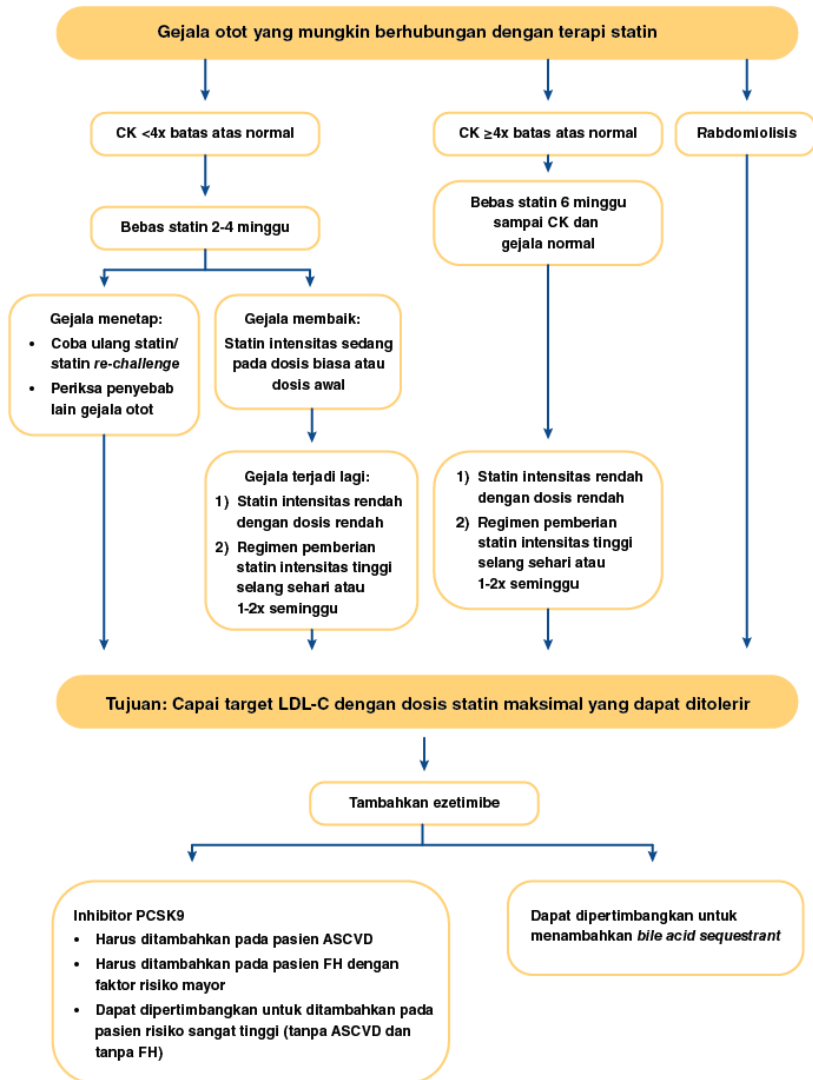 Gejala otot yang mungkin berhubungan dengan terapi statin
CK <4x batas atas normal
CK ≥4x batas atas normal
Rabdomiolisis
Bebas statin 2-4 minggu
Bebas statin 6 minggu
sampai CK dan
gejala normal
Gejala menetap:
• Coba ulang statin/
statin re-challenge
• Periksa penyebab
lain gejala otot
Gejala membaik:
Statin intensitas sedang
pada dosis biasa atau
dosis awal
Gejala terjadi lagi:
1) Statin intensitas rendah
dengan dosis rendah
2) Regimen pemberian
statin intensitas tinggi
selang sehari atau
1-2x seminggu
1) Statin intensitas rendah
dengan dosis rendah
2) Regimen pemberian
statin intensitas tinggi
selang sehari atau
1-2x seminggu
Tujuan: Capai target LDL-C dengan dosis statin maksimal yang dapat ditolerir
Tambahkan ezetimibe
Inhibitor PCSK9
• Harus ditambahkan pada pasien ASCVD
• Harus ditambahkan pada pasien FH dengan
faktor risiko mayor
• Dapat dipertimbangkan untuk ditambahkan pada
pasien risiko sangat tinggi (tanpa ASCVD dan
tanpa FH)
Dapat dipertimbangkan untuk
menambahkan bile acid sequestrant